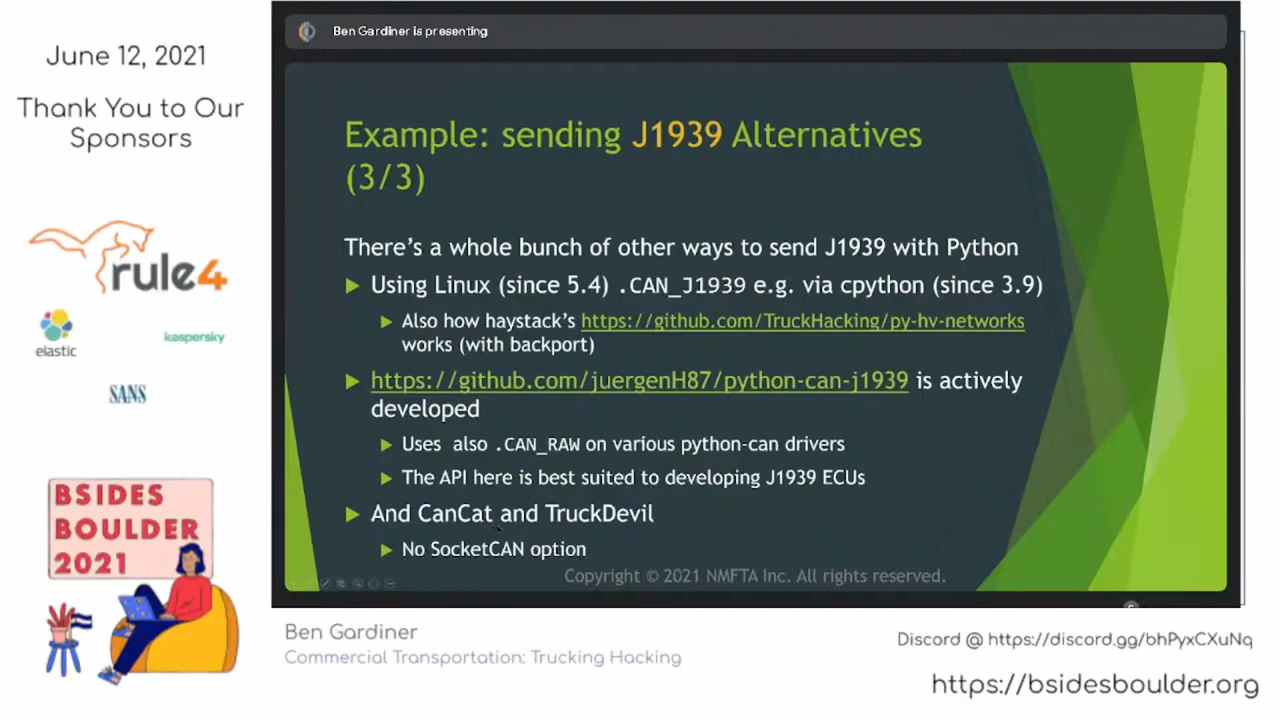 June 12, 2021
Thank You to Our
Sponsors
rule4
elastic
kaspersky
SANS
BSIDES
BOULDER
2021
Ben Gardiner is presenting
Example: sending J1939 Alternatives
(3/3)
There's a whole bunch of other ways to send J1939 with Python
Using Linux (since 5.4) .CAN_J1939 e.g. via cpython (since 3.9)
Also how haystack's https://github.com/TruckHacking/py-hv-networks
works (with backport)
https://github.com/juergenH87/python-can-j1939 is actively
developed
Uses also .CAN_RAW on various python-can drivers
The API here is best suited to developing J1939 ECUs
And CanCat and TruckDevil
No SocketCAN option
Copyright © 2021 NMFTA Inc. All rights reserved.
Ben Gardiner
Commercial Transportation: Trucking Hacking
Discord @ https://discord.gg/bhPyxCXuNq
https://bsidesboulder.org